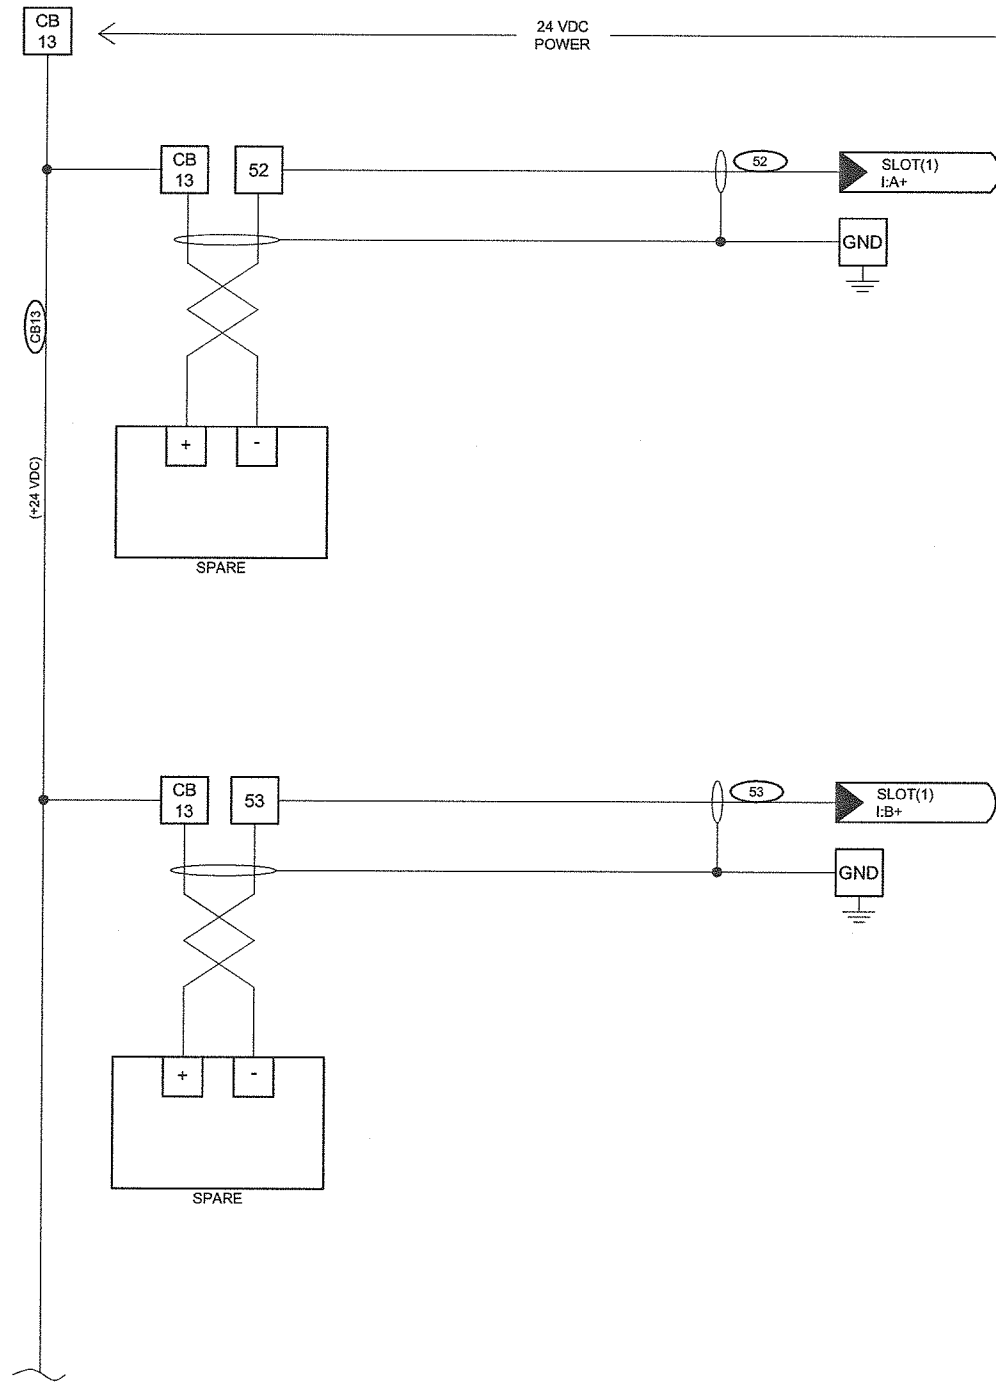 CB
13
24 VDC
POWER
CB
13
52
52
SLOT(1)
I:A+
GND
CB13
(+24 VDC)
+
-
SPARE
CB
13
53
53
SLOT(1)
I:B+
GND
+
-
SPARE